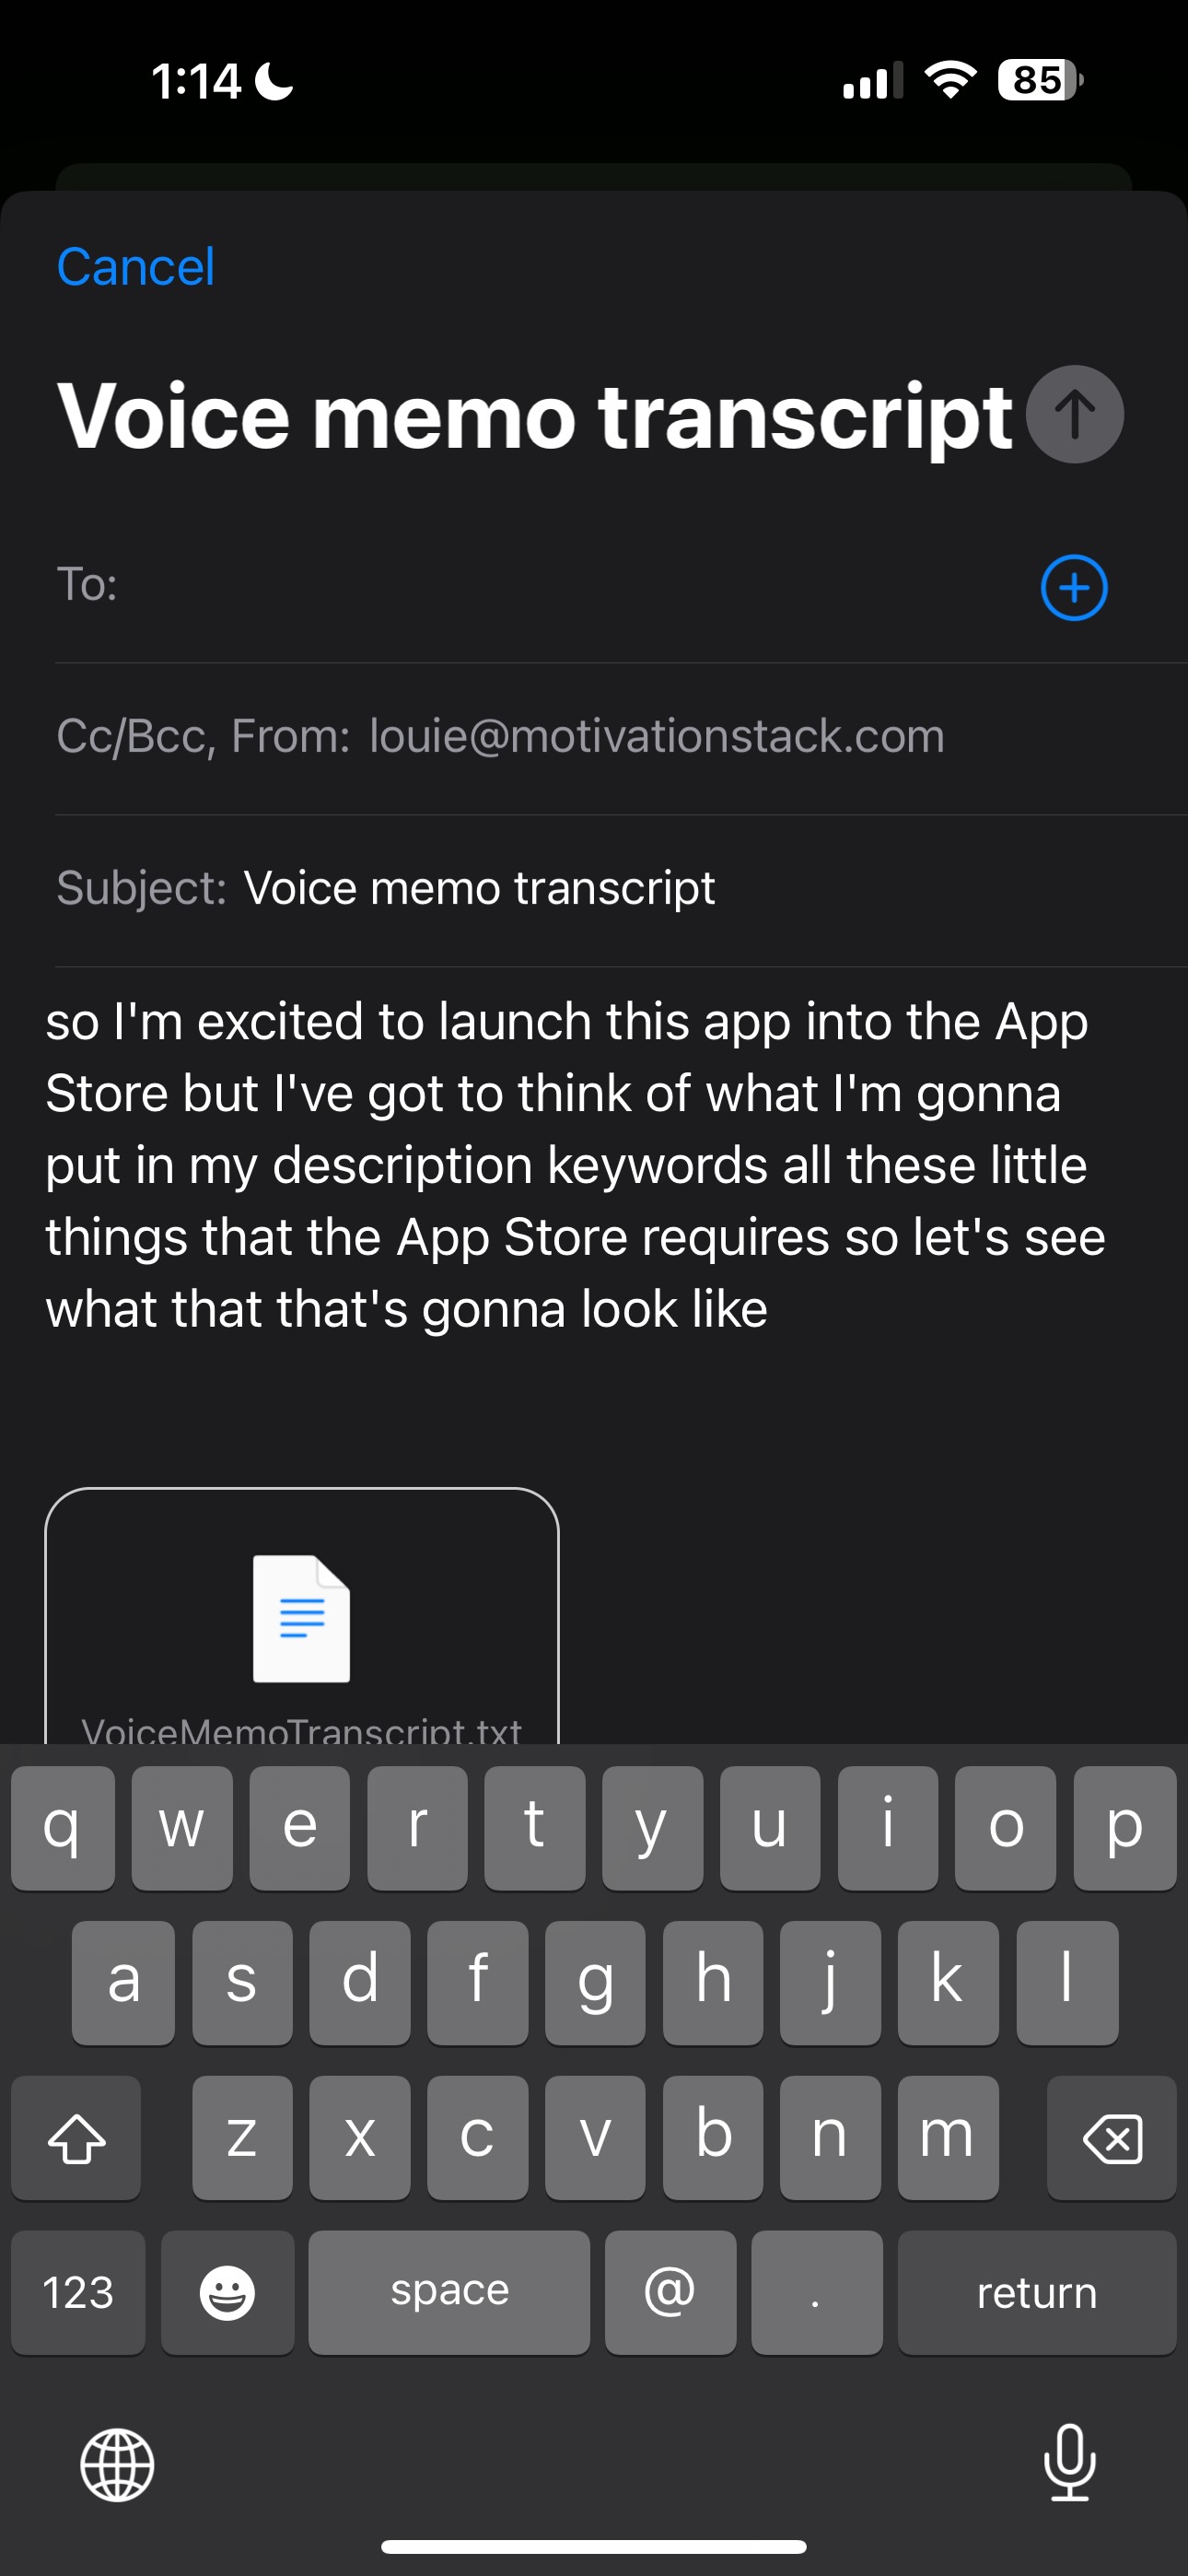 1:14
85
Cancel
Voice memo transcript
To:
Cc/Bcc, From: louie@motivationstack.com
Subject: Voice memo transcript
so I'm excited to launch this app into the App
Store but I've got to think of what I'm gonna
put in my description keywords all these little
things that the App Store requires so let's see
what that that's gonna look like
VoiceMemoTranscript.txt
q w e r t y u i o p
a s d f g h j k l
z x c v b n m
123 space @ . return